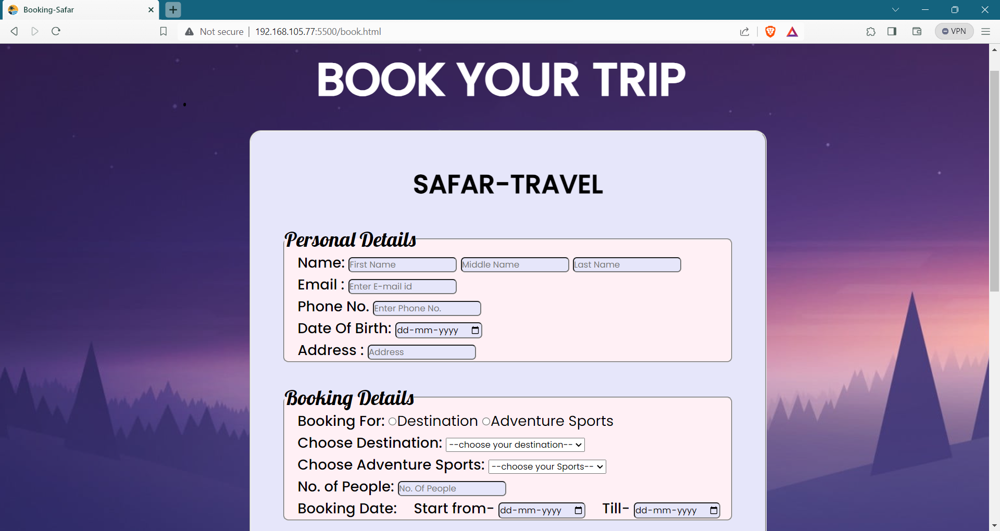 Booking-Safar
Not secure 192.168.105.77:5500/book.html
VPN
BOOK YOUR TRIP
SAFAR-TRAVEL
Personal Details
Name: First Name Middle Name Last Name
Email : Enter E-mail id
Phone No. Enter Phone No.
Date Of Birth: dd-mm-yyyy
Address : Address
Booking Details
Booking For: Destination Adventure Sports
Choose Destination: --choose your destination--
Choose Adventure Sports: --choose your Sports--
No. of People: No. Of People
Booking Date: Start from- dd-mm-yyyy Till- dd-mm-yyyy